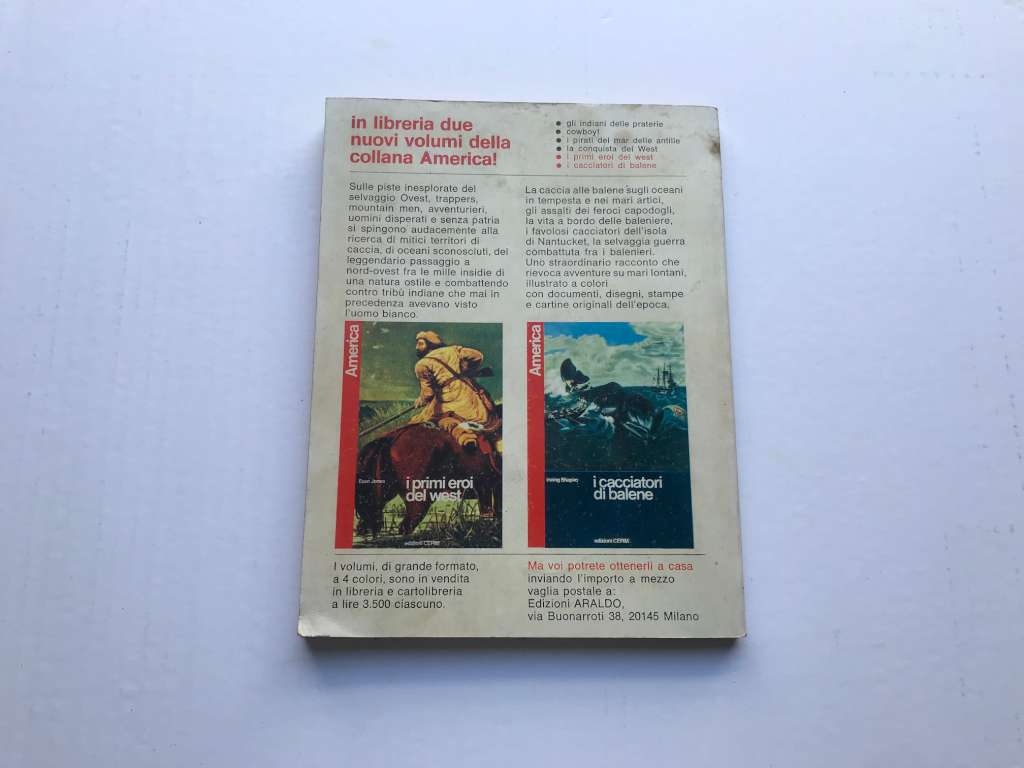 in libreria due
nuovi volumi della
collana America!
● gli indiani delle praterie
● cowboy!
● i pirati del mar delle antille
● la conquista del West
● i primi eroi del west
● i cacciatori di balene
Sulle piste inesplorate del
selvaggio Ovest, trappers,
mountain men, avventurieri,
uomini disperati e senza patria
si spingono audacemente alla
ricerca di mitici territori di
caccia, di oceani sconosciuti, del
leggendario passaggio a
nord-ovest fra le mille insidie di
una natura ostile e combattendo
contro tribù indiane che mai in
precedenza avevano visto
l'uomo bianco.
La caccia alle balene sugli oceani
in tempesta e nei mari artici,
gli assalti dei feroci capodogli,
la vita a bordo delle baleniere,
i favolosi cacciatori dell'isola
di Nantucket, la selvaggia guerra
combattuta fra i balenieri.
Uno straordinario racconto che
rievoca avventure su mari lontani,
illustrato a colori
con documenti, disegni, stampe
e cartine originali dell'epoca.
America
Evan Jones
i primi eroi
del west
edizioni CEPIM
America
Irwing Shapiro
i cacciatori
di balene
edizioni CEPIM
I volumi, di grande formato,
a 4 colori, sono in vendita
in libreria e cartolibreria
a lire 3.500 ciascuno.
Ma voi potrete ottenerli a casa
inviando l'importo a mezzo
vaglia postale a:
Edizioni ARALDO,
via Buonarroti 38, 20145 Milano